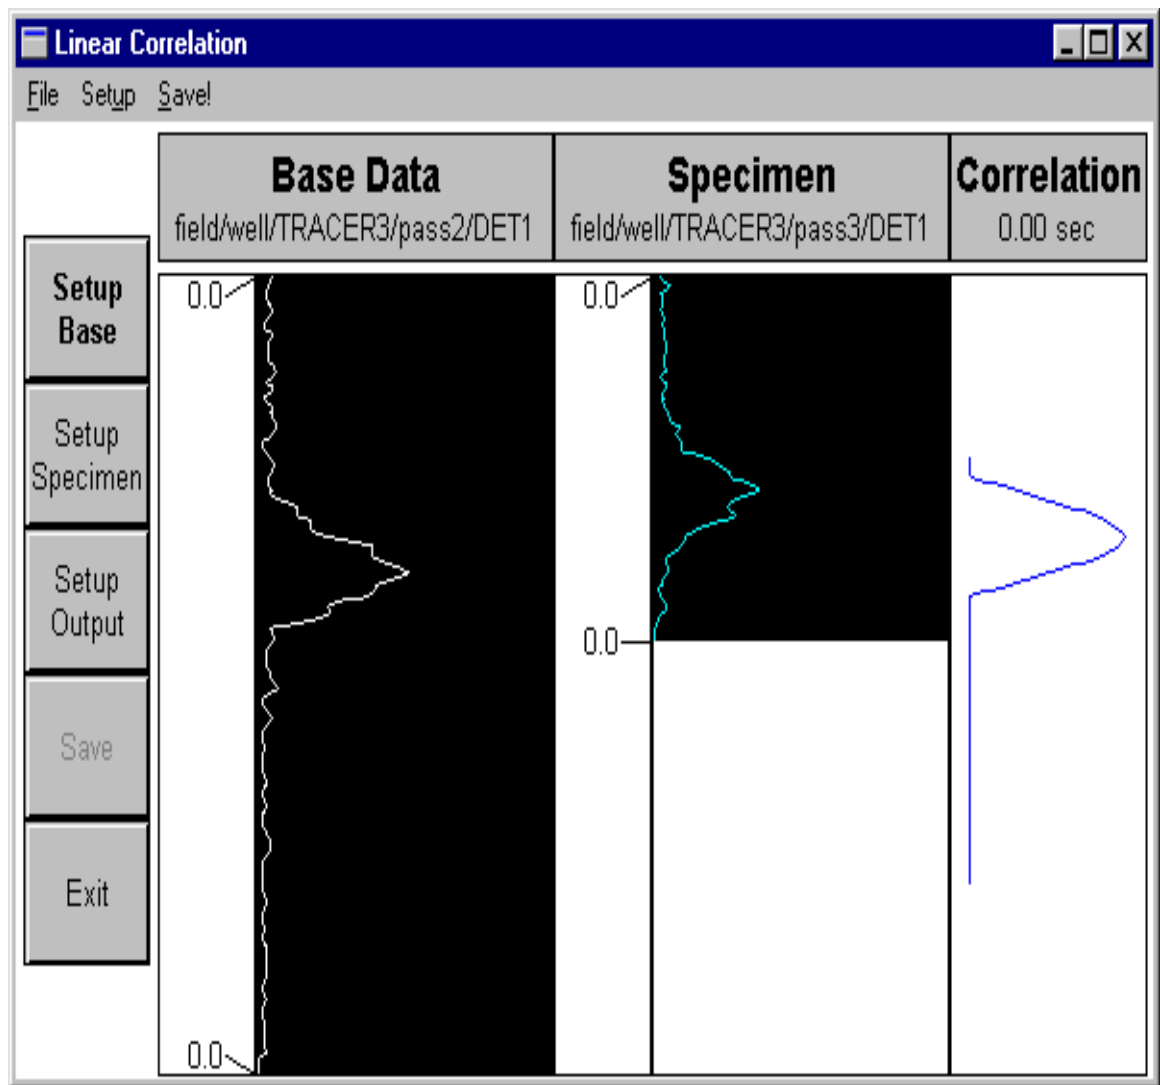 Linear Correlation
File Setup Save!
Base Data
field/well/TRACER3/pass2/DET1
Specimen
field/well/TRACER3/pass3/DET1
Correlation
0.00 sec
Setup
Base
Setup
Specimen
Setup
Output
Save
Exit
0.0
0.0
0.0
0.0